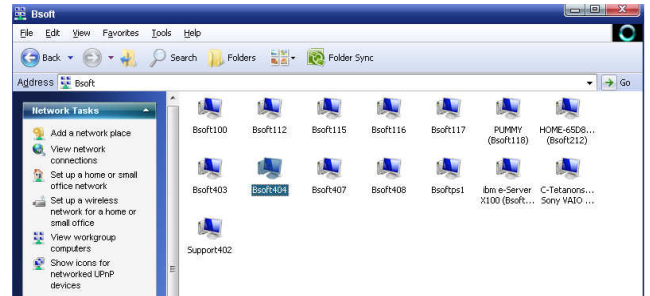 Bsoft
File Edit View Favorites Tools Help
Back Search Folders Folder Sync
Address Bsoft Go
Network Tasks
Add a network place
View network
connections
Set up a home or small
office network
Set up a wireless
network for a home or
small office
View workgroup
computers
Show icons for
networked UPnP
devices
Bsoft100 Bsoft112 Bsoft115 Bsoft116 Bsoft117 PUMMY HOME-65D8...
(Bsoft118) (Bsoft212)
Bsoft403 Bsoft404 Bsoft407 Bsoft408 Bsoftps1 ibm e-Server C-Tetanons...
X100 (Bsoft... Sony VAIO ...
Support402